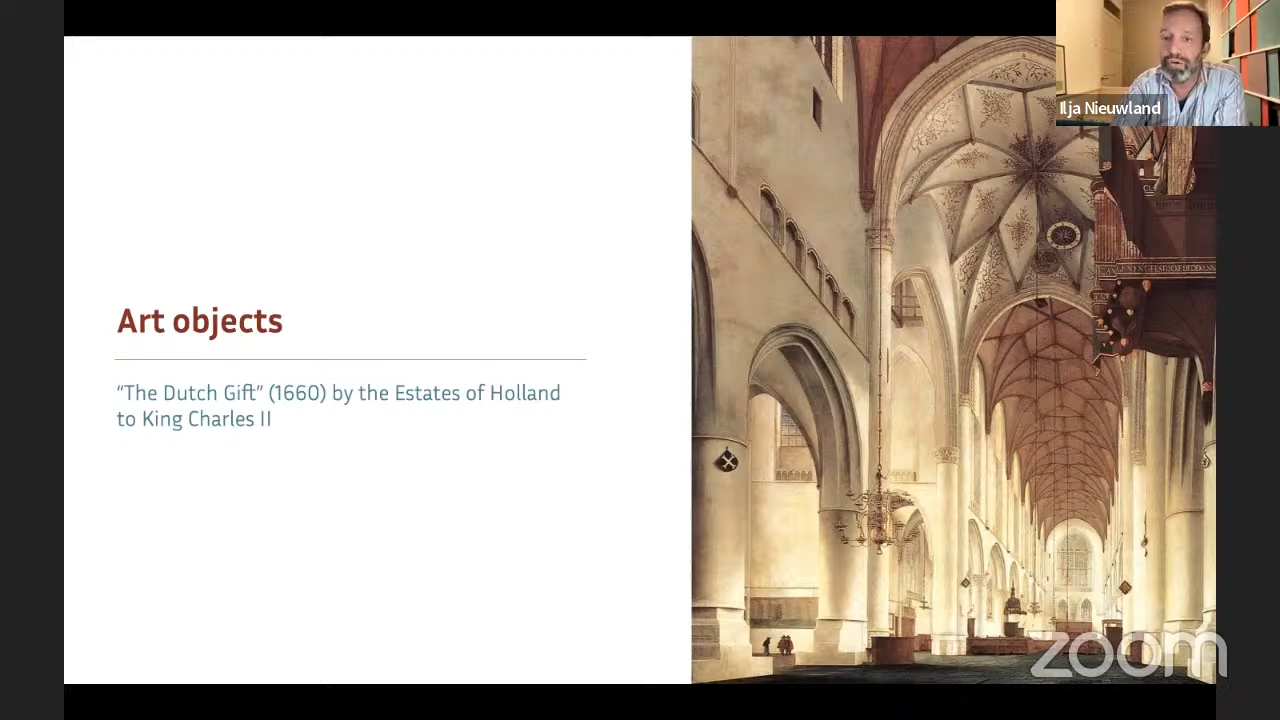 Ilja Nieuwland
Art objects
“The Dutch Gift” (1660) by the Estates of Holland
to King Charles II
zoom